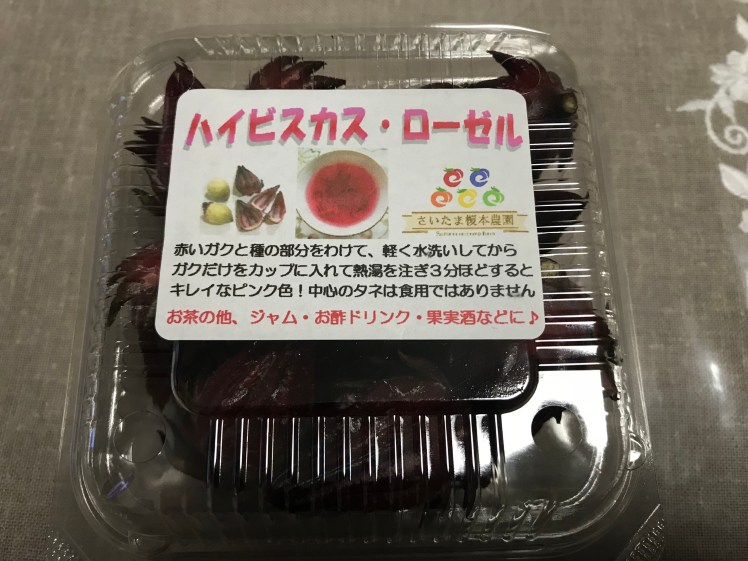 ハイビスカス・ローゼル
さいたま榎本農園
赤いガクと種の部分をわけて、軽く水洗いしてから
ガクだけをカップに入れて熱湯を注ぎ３分ほどすると
キレイなピンク色！中心のタネは食用ではありません
お茶の他、ジャム・お酢ドリンク・果実酒などに♪